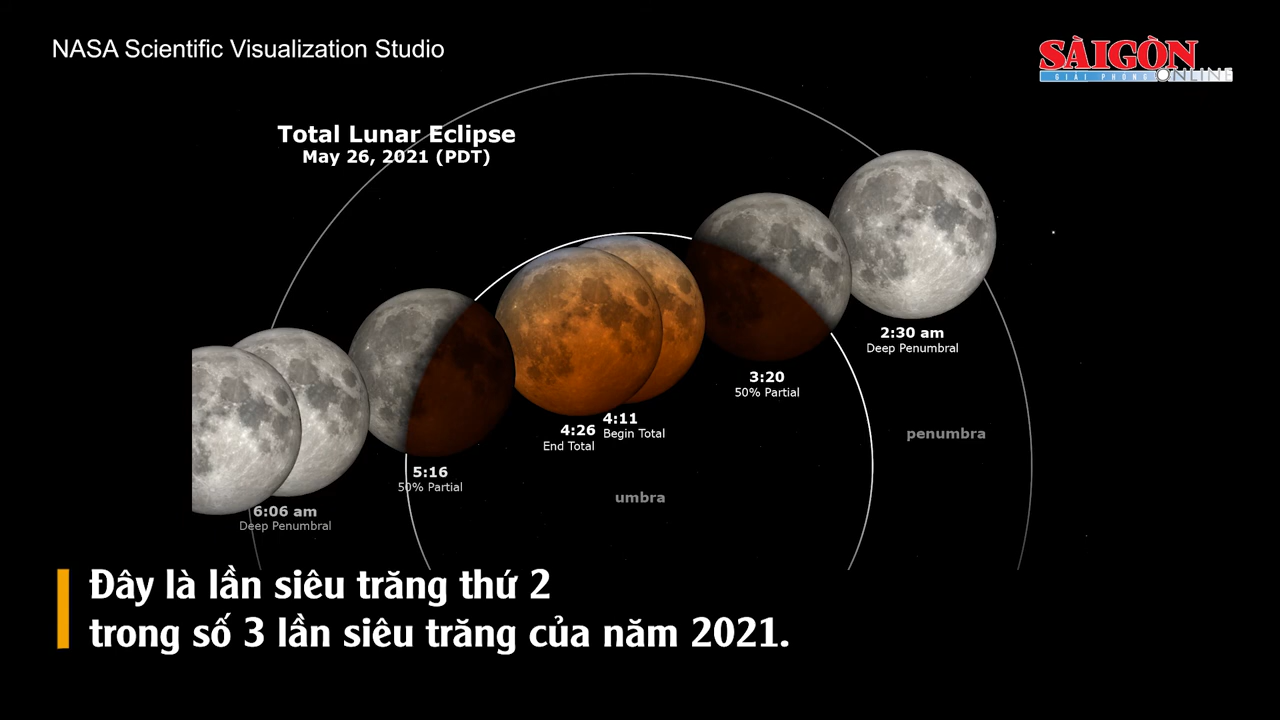 NASA Scientific Visualization Studio
SÀIGÒN
GIẢI PHÓNG ONLINE
Total Lunar Eclipse
May 26, 2021 (PDT)
2:30 am
Deep Penumbral
3:20
50% Partial
4:11
Begin Total
4:26
End Total
penumbra
5:16
50% Partial
umbra
6:06 am
Deep Penumbral
Đây là lần siêu trăng thứ 2
trong số 3 lần siêu trăng của năm 2021.